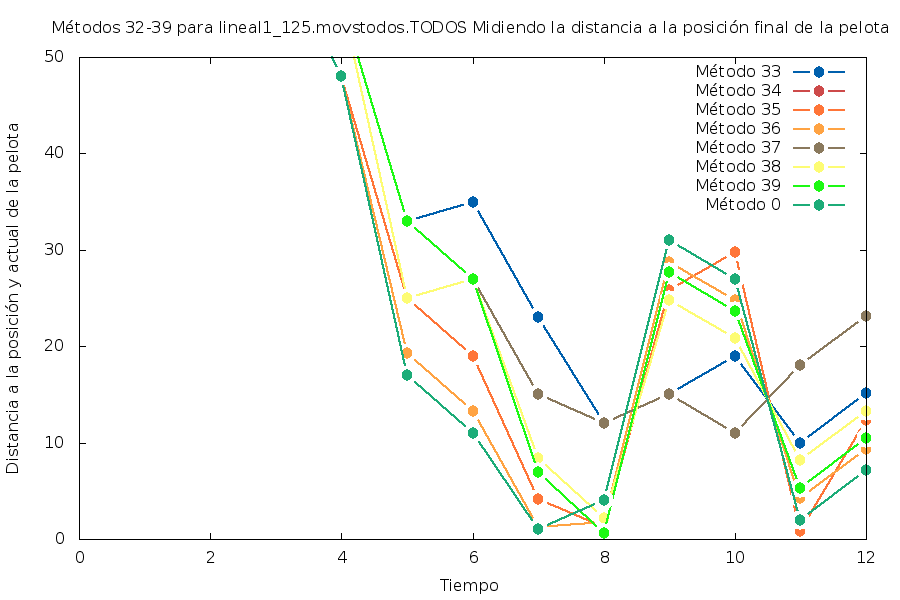 Métodos 32-39 para lineal1_125.movstodos.TODOS Midiendo la distancia a la posición final de la pelota
Distancia a la posición y actual de la pelota
50
40
30
20
10
0
Método 33
Método 34
Método 35
Método 36
Método 37
Método 38
Método 39
Método 0
0 2 4 6 8 10 12
Tiempo